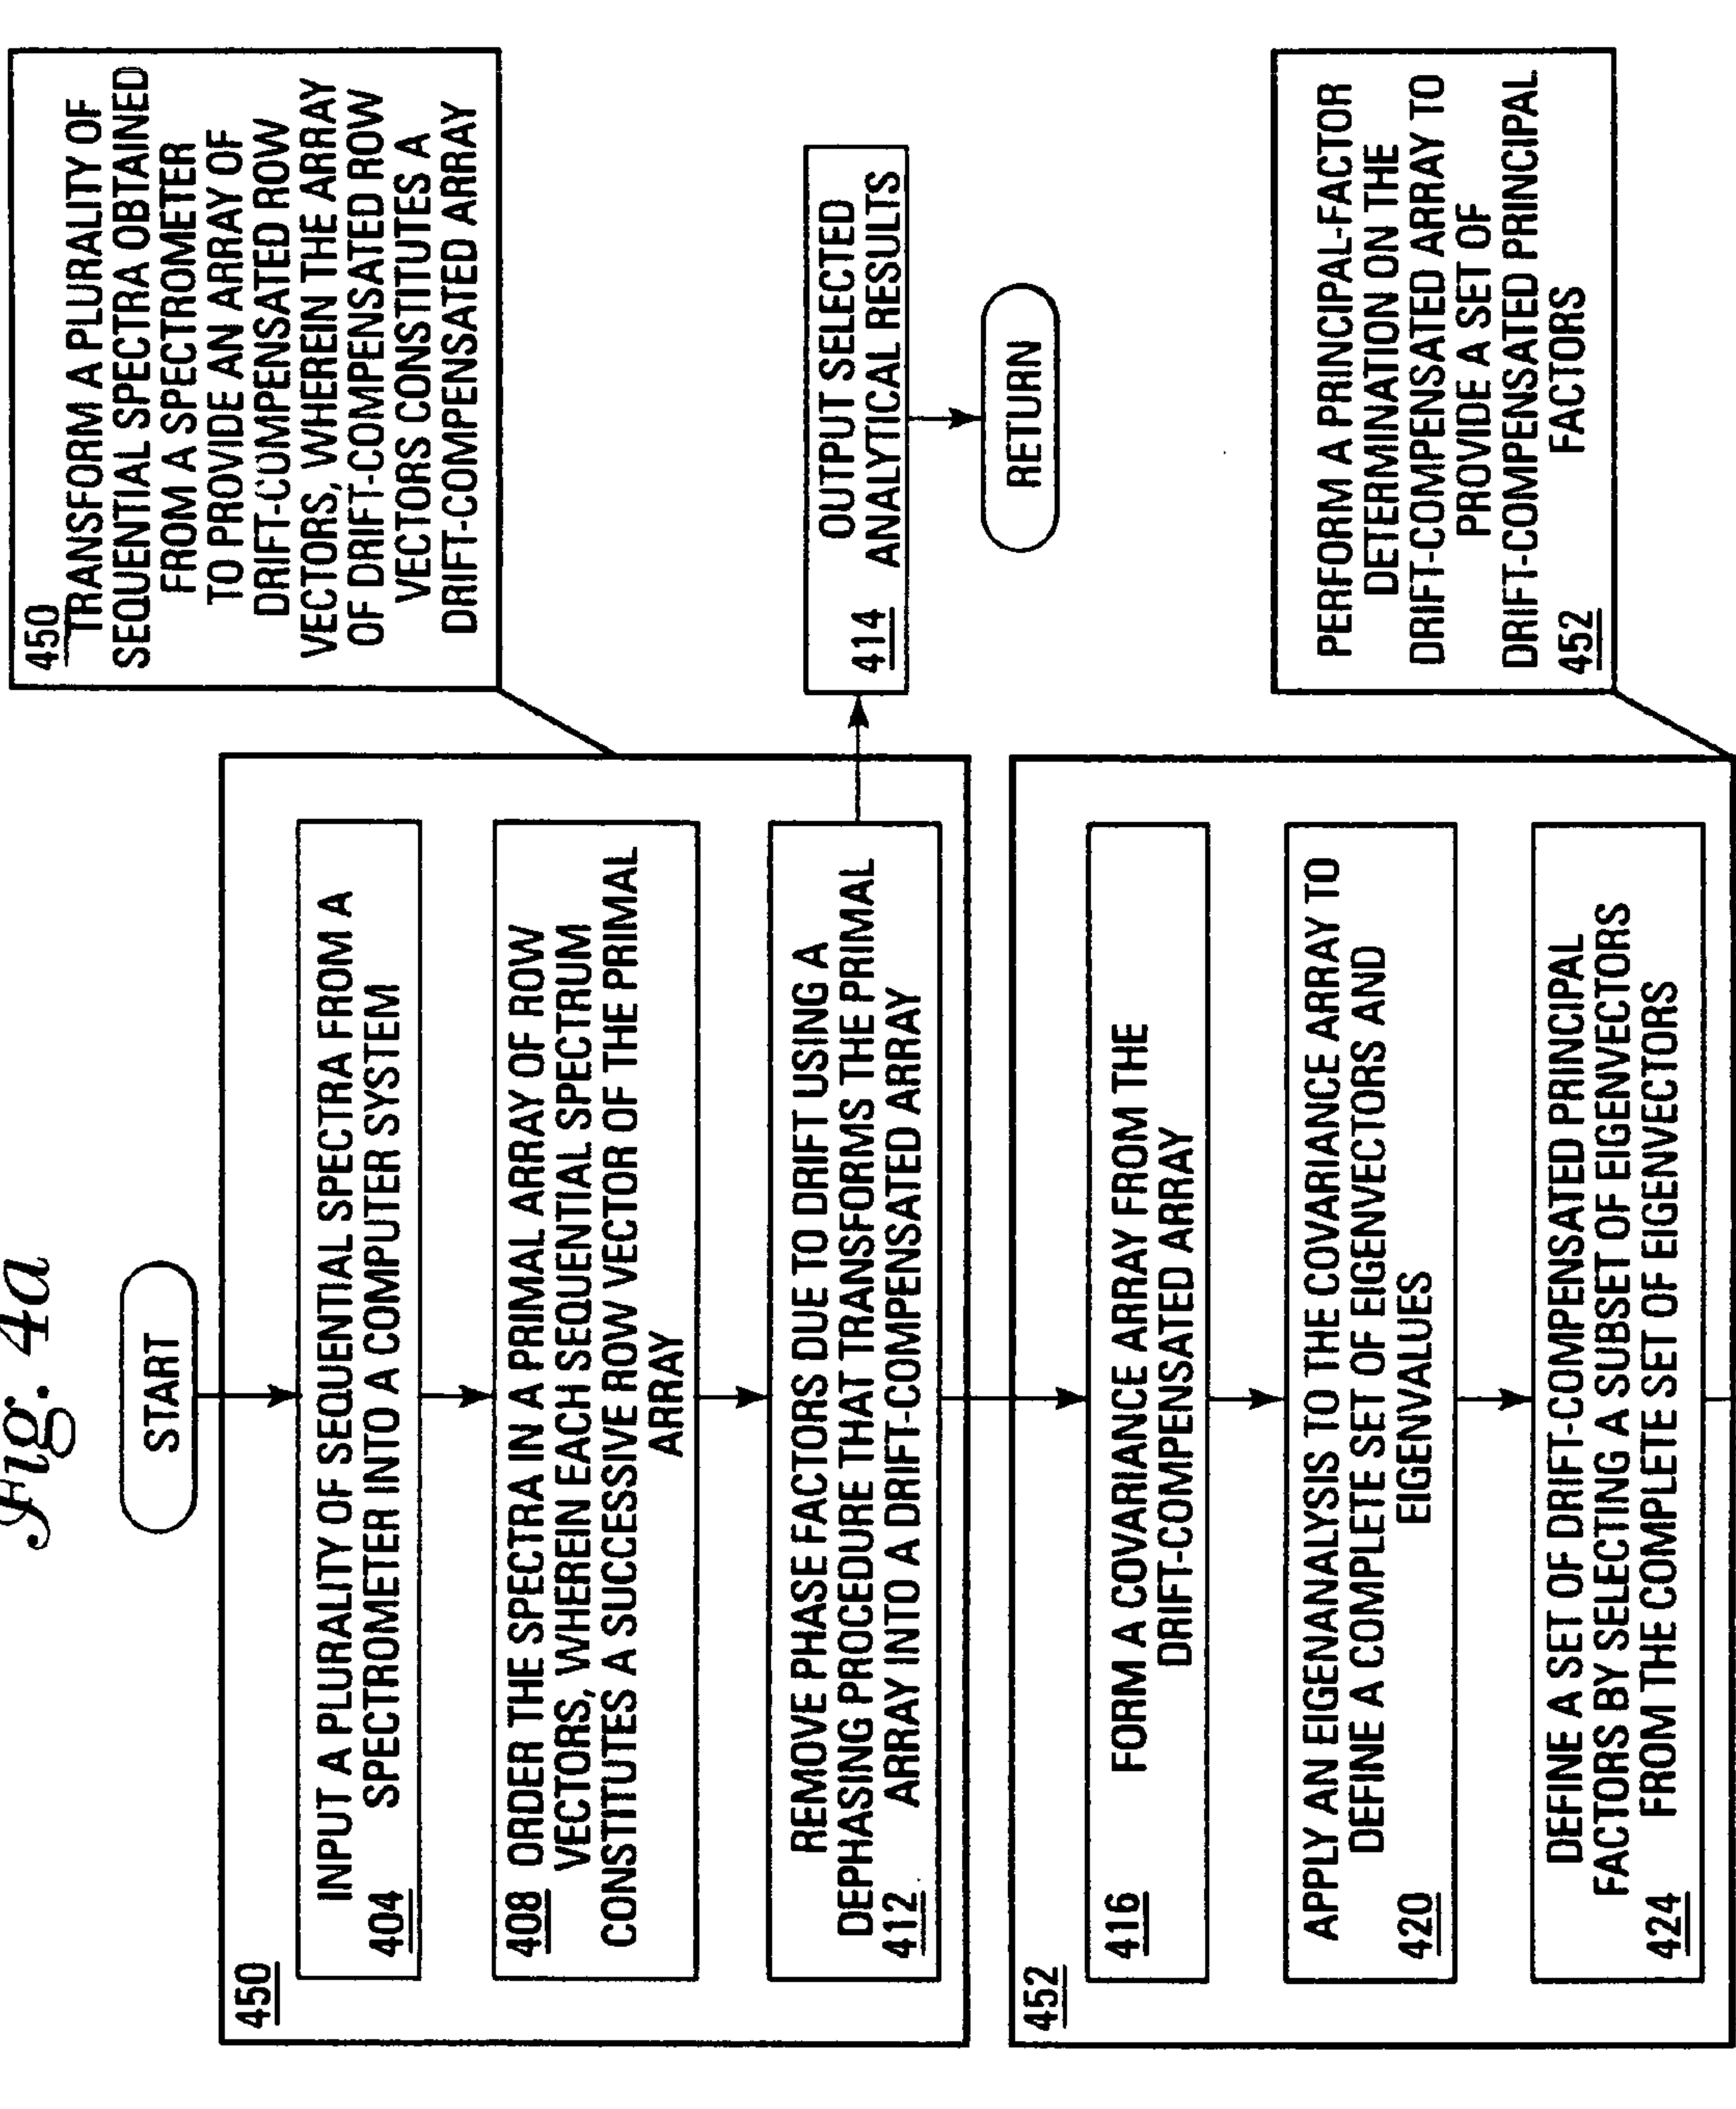 Fig. 4a
START
450
INPUT A PLURALITY OF SEQUENTIAL SPECTRA FROM A
404 SPECTROMETER INTO A COMPUTER SYSTEM
408 ORDER THE SPECTRA IN A PRIMAL ARRAY OF ROW
VECTORS, WHEREIN EACH SEQUENTIAL SPECTRUM
CONSTITUTES A SUCCESSIVE ROW VECTOR OF THE PRIMAL
ARRAY
REMOVE PHASE FACTORS DUE TO DRIFT USING A
DEPHASING PROCEDURE THAT TRANSFORMS THE PRIMAL
412 ARRAY INTO A DRIFT-COMPENSATED ARRAY
450
TRANSFORM A PLURALITY OF
SEQUENTIAL SPECTRA OBTAINED
FROM A SPECTROMETER
TO PROVIDE AN ARRAY OF
DRIFT-COMPENSATED ROW
VECTORS, WHEREIN THE ARRAY
OF DRIFT-COMPENSATED ROW
VECTORS CONSTITUTES A
DRIFT-COMPENSATED ARRAY
OUTPUT SELECTED
414 ANALYTICAL RESULTS
RETURN
452
416 FORM A COVARIANCE ARRAY FROM THE
DRIFT-COMPENSATED ARRAY
APPLY AN EIGENANALYSIS TO THE COVARIANCE ARRAY TO
DEFINE A COMPLETE SET OF EIGENVECTORS AND
420 EIGENVALUES
DEFINE A SET OF DRIFT-COMPENSATED PRINCIPAL
FACTORS BY SELECTING A SUBSET OF EIGENVECTORS
424 FROM THE COMPLETE SET OF EIGENVECTORS
PERFORM A PRINCIPAL-FACTOR
DETERMINATION ON THE
DRIFT-COMPENSATED ARRAY TO
PROVIDE A SET OF
DRIFT-COMPENSATED PRINCIPAL
452 FACTORS